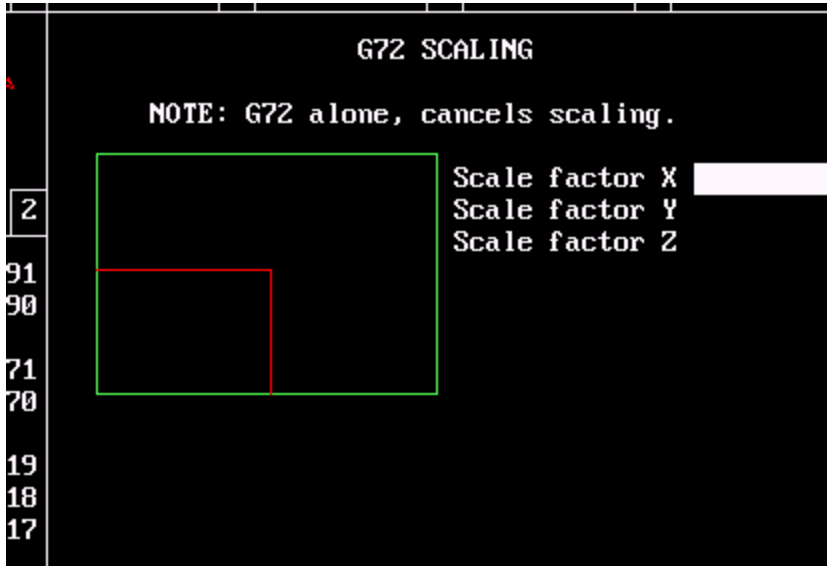 G72 SCALING
NOTE: G72 alone, cancels scaling.
Scale factor X
Scale factor Y
Scale factor Z
Z
91
90
71
70
19
18
17